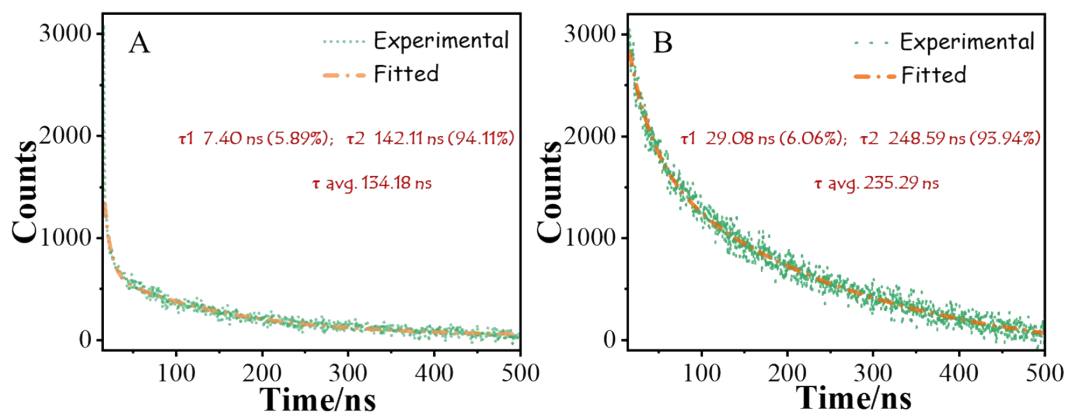 A
Experimental
Fitted
τ1 7.40 ns (5.89%); τ2 142.11 ns (94.11%)
τ avg. 134.18 ns
Counts
3000
2000
1000
0
100 200 300 400 500
Time/ns
B
Experimental
Fitted
τ1 29.08 ns (6.06%); τ2 248.59 ns (93.94%)
τ avg. 235.29 ns
Counts
3000
2000
1000
0
100 200 300 400 500
Time/ns